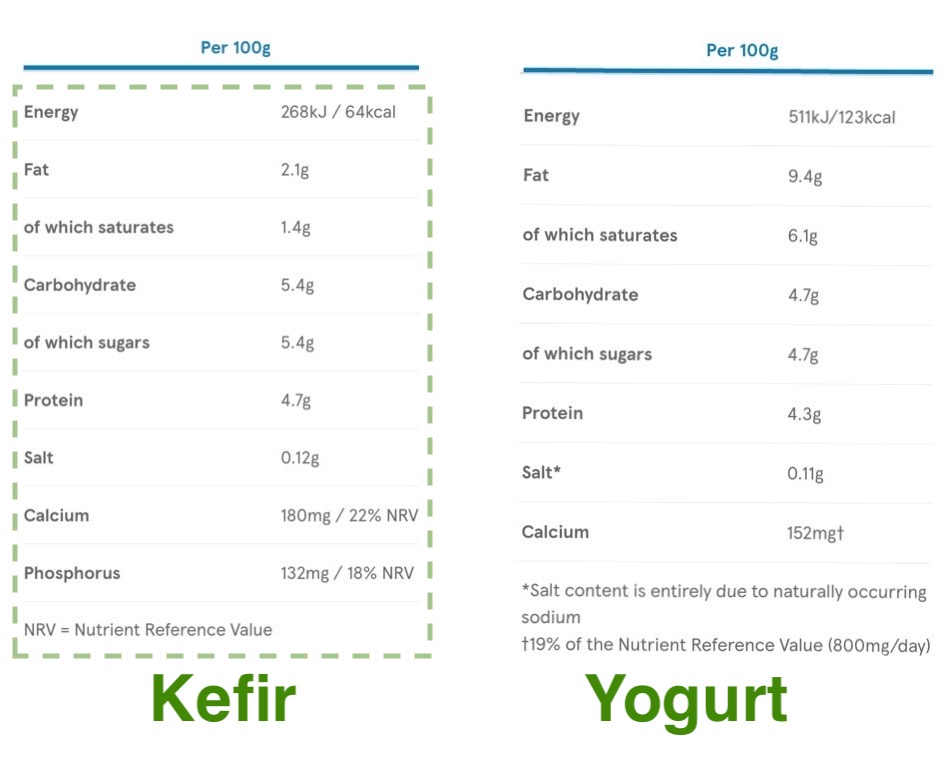 Per 100g
Energy 268kJ / 64kcal
Fat 2.1g
of which saturates 1.4g
Carbohydrate 5.4g
of which sugars 5.4g
Protein 4.7g
Salt 0.12g
Calcium 180mg / 22% NRV
Phosphorus 132mg / 18% NRV
NRV = Nutrient Reference Value
Kefir
Per 100g
Energy 511kJ/123kcal
Fat 9.4g
of which saturates 6.1g
Carbohydrate 4.7g
of which sugars 4.7g
Protein 4.3g
Salt* 0.11g
Calcium 152mg†
*Salt content is entirely due to naturally occurring
sodium
†19% of the Nutrient Reference Value (800mg/day)
Yogurt